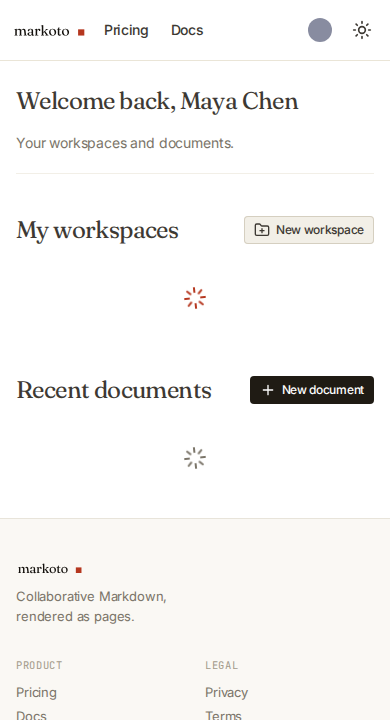 markoto Pricing Docs
Welcome back, Maya Chen
Your workspaces and documents.
My workspaces
New workspace
Recent documents
New document
markoto
Collaborative Markdown,
rendered as pages.
PRODUCT LEGAL
Pricing Privacy
Docs Terms